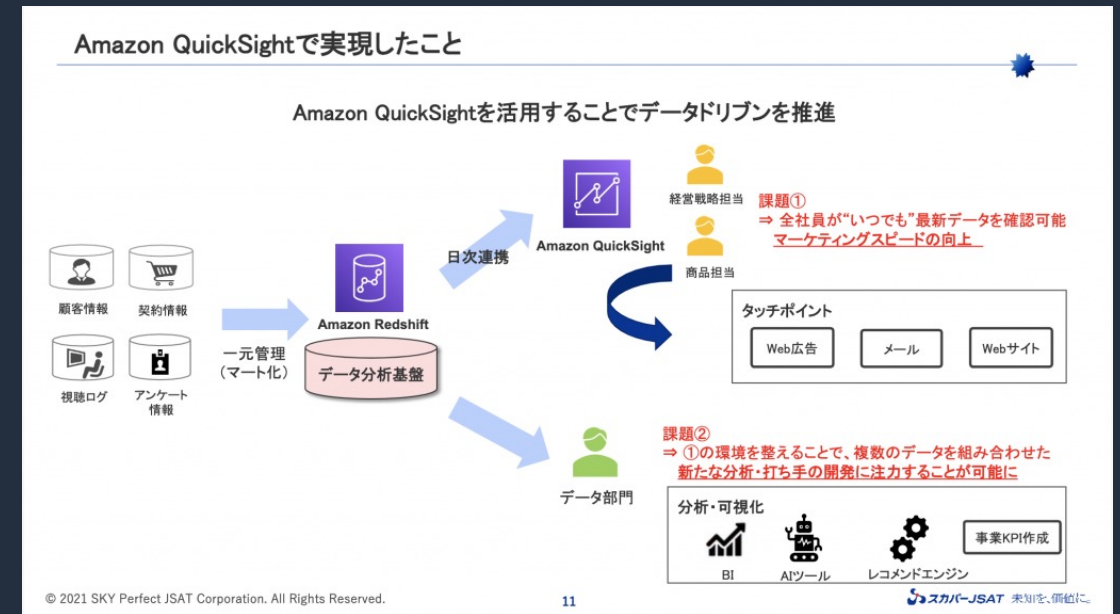 Amazon QuickSightで実現したこと
Amazon QuickSightを活用することでデータドリブンを推進
経営戦略担当
課題①
⇒ 全社員が“いつでも”最新データを確認可能
マーケティングスピードの向上
Amazon QuickSight
商品担当
日次連携
顧客情報
契約情報
視聴ログ
アンケート
情報
一元管理
(マート化)
Amazon Redshift
データ分析基盤
タッチポイント
Web広告
メール
Webサイト
データ部門
課題②
⇒ ①の環境を整えることで、複数のデータを組み合わせた
新たな分析・打ち手の開発に注力することが可能に
分析・可視化
BI
AIツール
レコメンドエンジン
事業KPI作成
© 2021 SKY Perfect JSAT Corporation. All Rights Reserved.
11
スカパーJSAT 未知を、価値に。